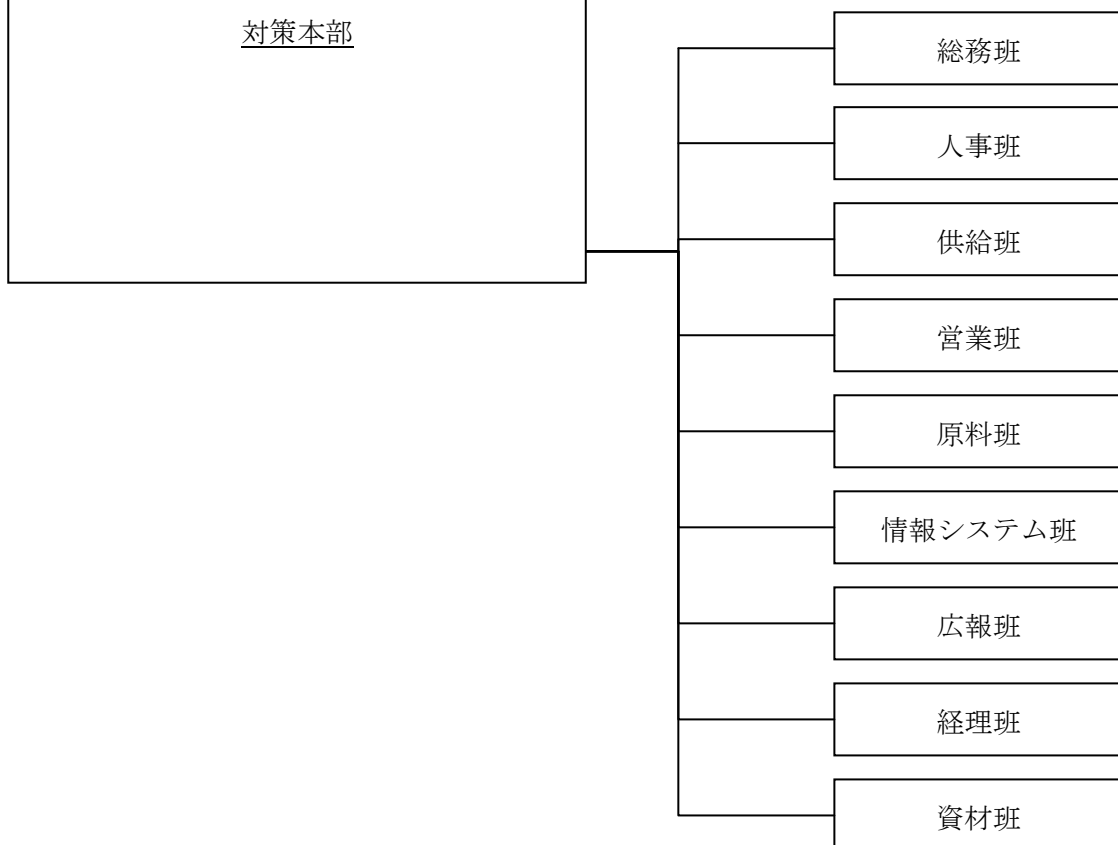 対策本部
総務班
人事班
供給班
営業班
原料班
情報システム班
広報班
経理班
資材班